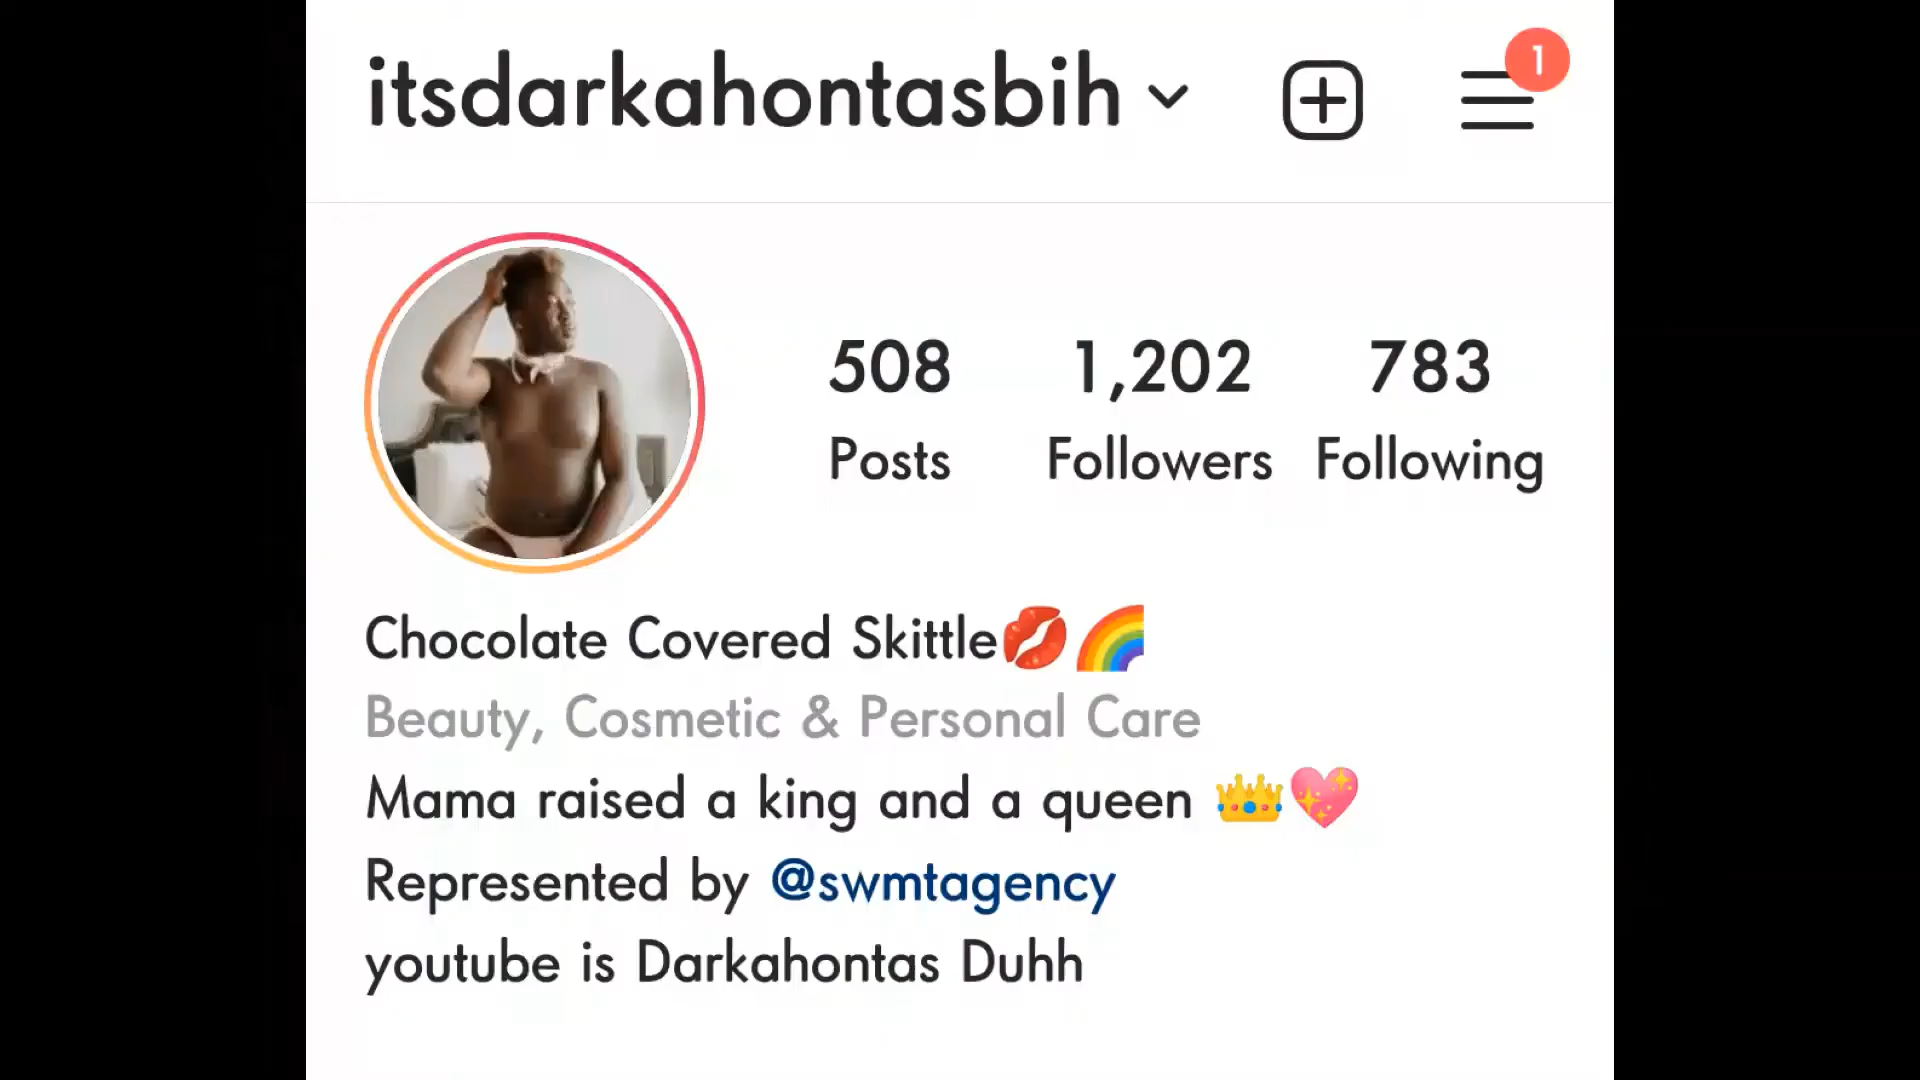 itsdarkahontasbih
1
508 1,202 783
Posts Followers Following
Chocolate Covered Skittle💋🌈
Beauty, Cosmetic & Personal Care
Mama raised a king and a queen 👑💖
Represented by @swmtagency
youtube is Darkahontas Duhh